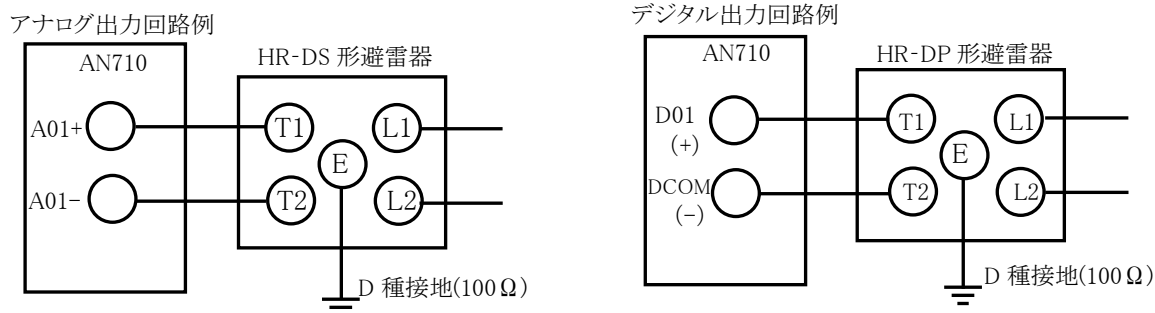 アナログ出力回路例
AN710
HR-DS 形避雷器
A01+
T1
L1
E
A01−
T2
L2
D 種接地(100Ω)
デジタル出力回路例
AN710
HR-DP 形避雷器
D01
(+)
T1
L1
E
DCOM
(−)
T2
L2
D 種接地(100Ω)